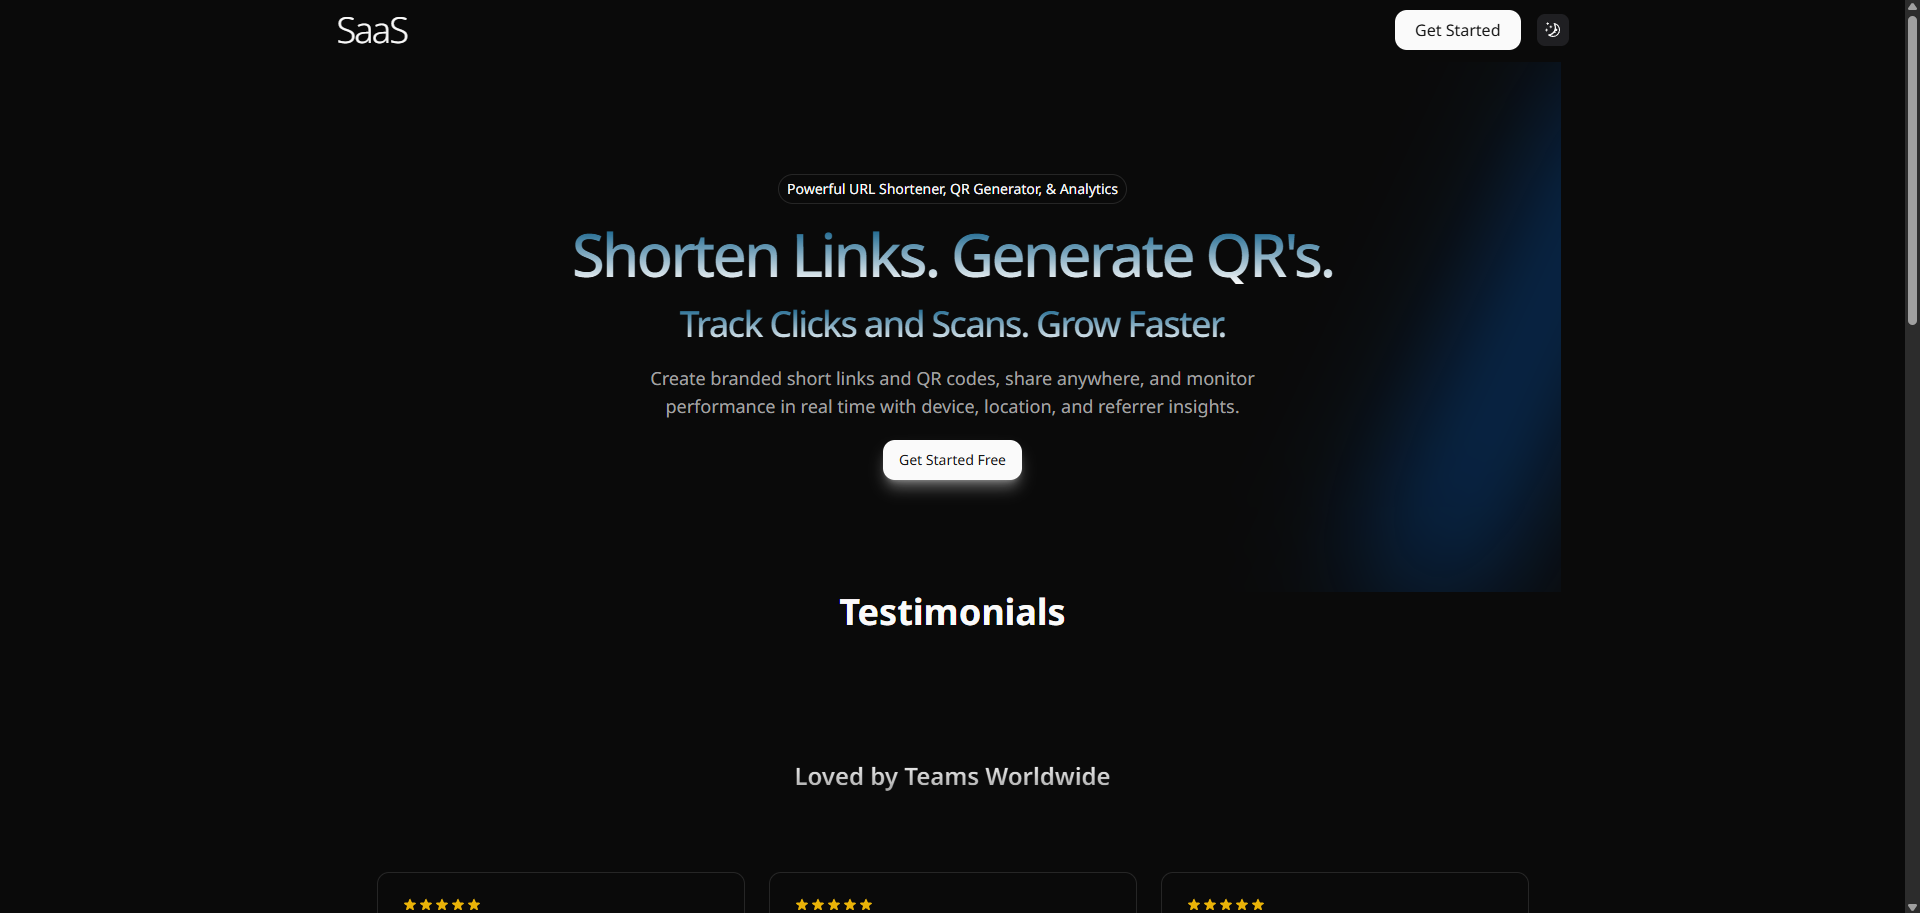 SaaS
Get Started
Powerful URL Shortener, QR Generator, & Analytics
Shorten Links. Generate QR's.
Track Clicks and Scans. Grow Faster.
Create branded short links and QR codes, share anywhere, and monitor
performance in real time with device, location, and referrer insights.
Get Started Free
Testimonials
Loved by Teams Worldwide